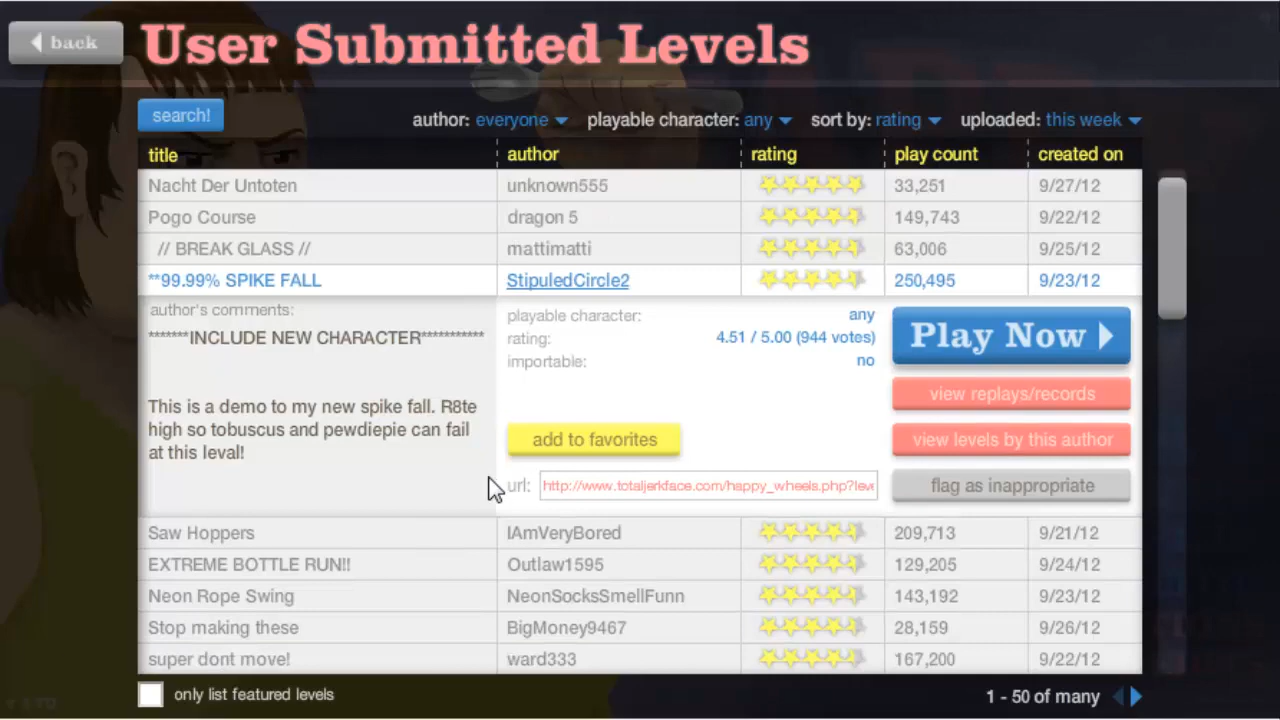 back
User Submitted Levels
search!
author: everyone playable character: any sort by: rating uploaded: this week
title author rating play count created on
Nacht Der Untoten unknown555 33,251 9/27/12
Pogo Course dragon 5 149,743 9/22/12
// BREAK GLASS // mattimatti 63,006 9/25/12
**99.99% SPIKE FALL StipuledCircle2 250,495 9/23/12
author's comments:
*******INCLUDE NEW CHARACTER***********
This is a demo to my new spike fall. R8te
high so tobuscus and pewdiepie can fail
at this leval!
playable character: any
rating: 4.51 / 5.00 (944 votes)
importable: no
add to favorites
url: http://www.totaljerkface.com/happy_wheels.php?leve
Play Now
view replays/records
view levels by this author
flag as inappropriate
Saw Hoppers IAmVeryBored 209,713 9/21/12
EXTREME BOTTLE RUN!! Outlaw1595 129,205 9/24/12
Neon Rope Swing NeonSocksSmellFunn 143,192 9/23/12
Stop making these BigMoney9467 28,159 9/26/12
super dont move! ward333 167,200 9/22/12
only list featured levels
1 - 50 of many